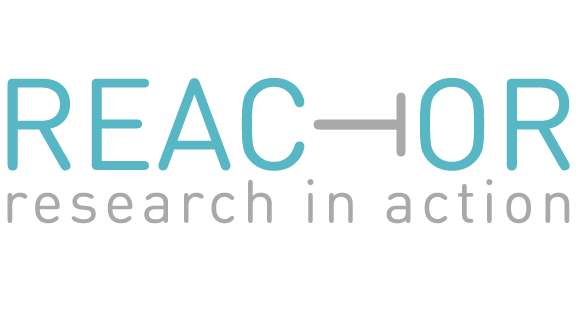 REACTOR
research in action